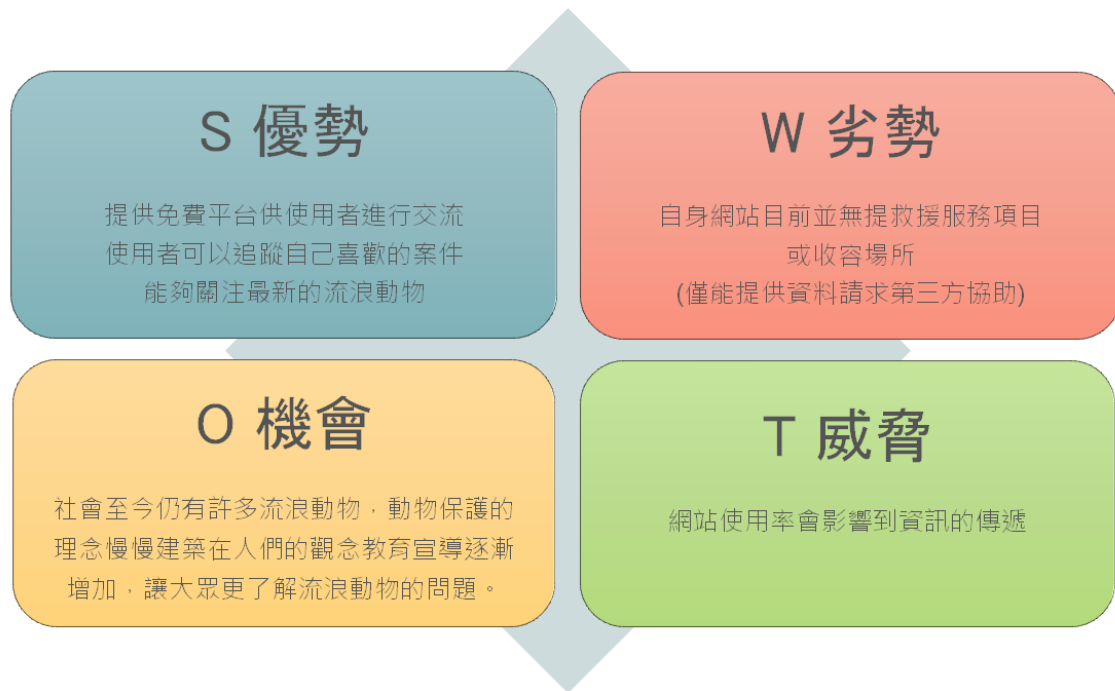 S 優勢
提供免費平台供使用者進行交流
使用者可以追蹤自己喜歡的案件
能夠關注最新的流浪動物
W 劣勢
自身網站目前並無提救援服務項目
或收容場所
(僅能提供資料請求第三方協助)
O 機會
社會至今仍有許多流浪動物，動物保護的
理念慢慢建築在人們的觀念教育宣導逐漸
增加，讓大眾更了解流浪動物的問題。
T 威脅
網站使用率會影響到資訊的傳遞